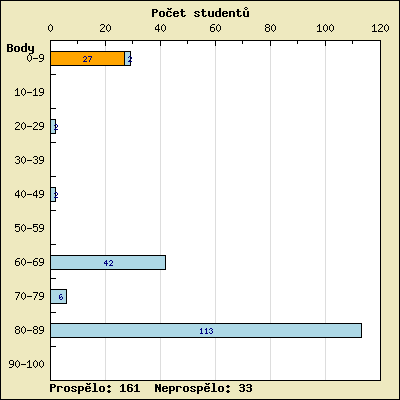 Počet studentů
0 20 40 60 80 100 120
Body
0-9 27 2
10-19
20-29 2
30-39
40-49 2
50-59
60-69 42
70-79 6
80-89 113
90-100
Prospělo: 161 Neprospělo: 33